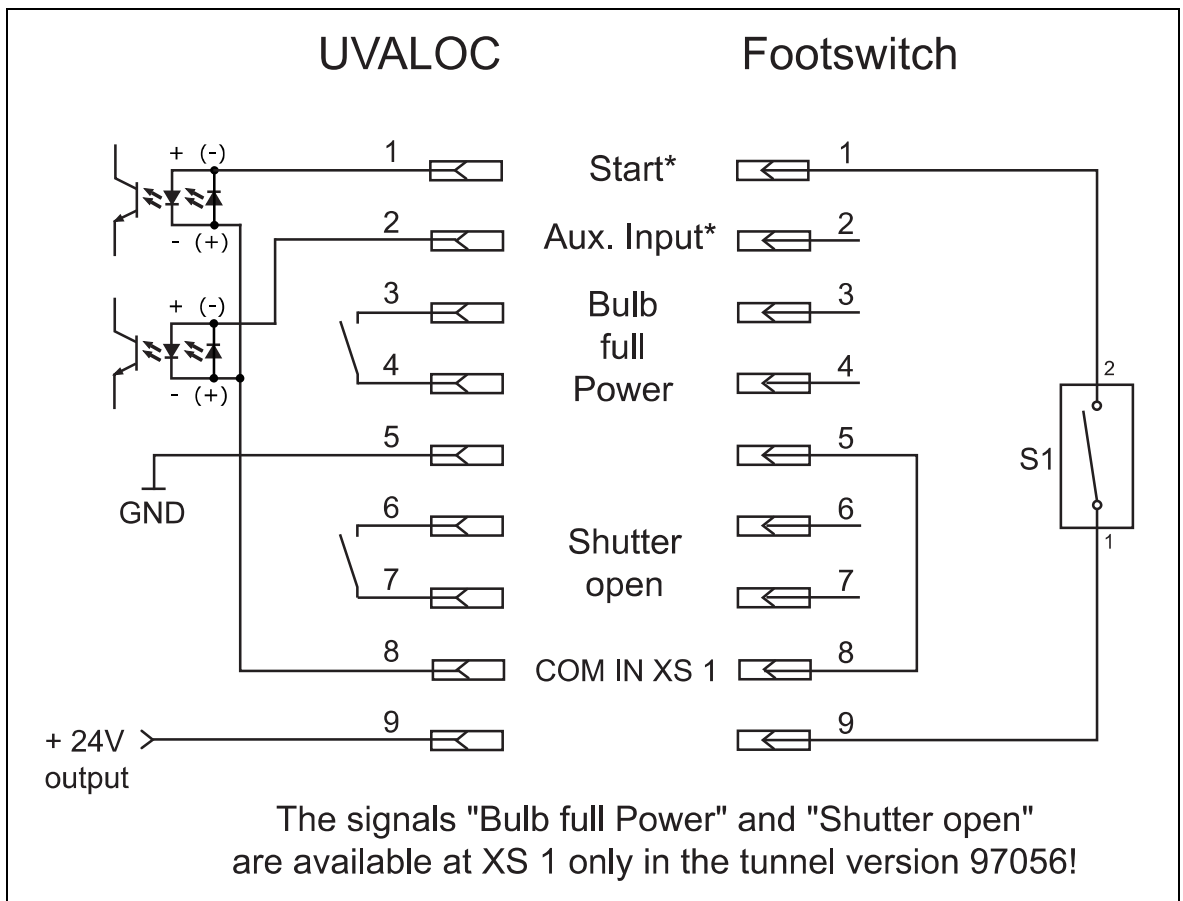 UVALOC Footswitch
+ (-) 1 Start* 1
- (+) 2 Aux. Input* 2
+ (-) 3 Bulb 3
full
- (+) 4 Power 4
2
5 5
S1
GND
6 6
Shutter
1
7 open 7
8 COM IN XS 1 8
9 9
+ 24V
output
The signals "Bulb full Power" and "Shutter open"
are available at XS 1 only in the tunnel version 97056!